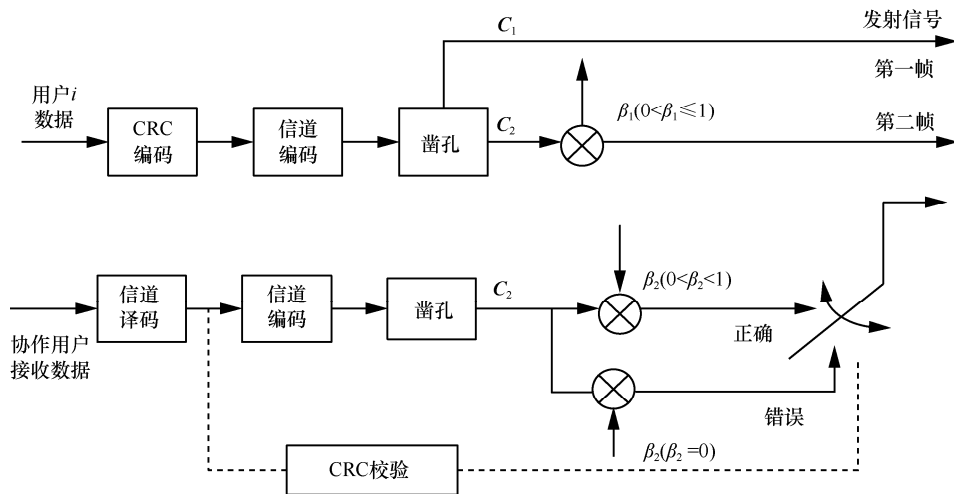 C₁
发射信号
第一帧
用户i
数据
CRC
编码
信道
编码
凿孔
C₂
β₁(0<β₁≤1)
第二帧
协作用户
接收数据
信道
译码
信道
编码
凿孔
C₂
β₂(0<β₂<1)
正确
错误
β₂(β₂ =0)
CRC校验